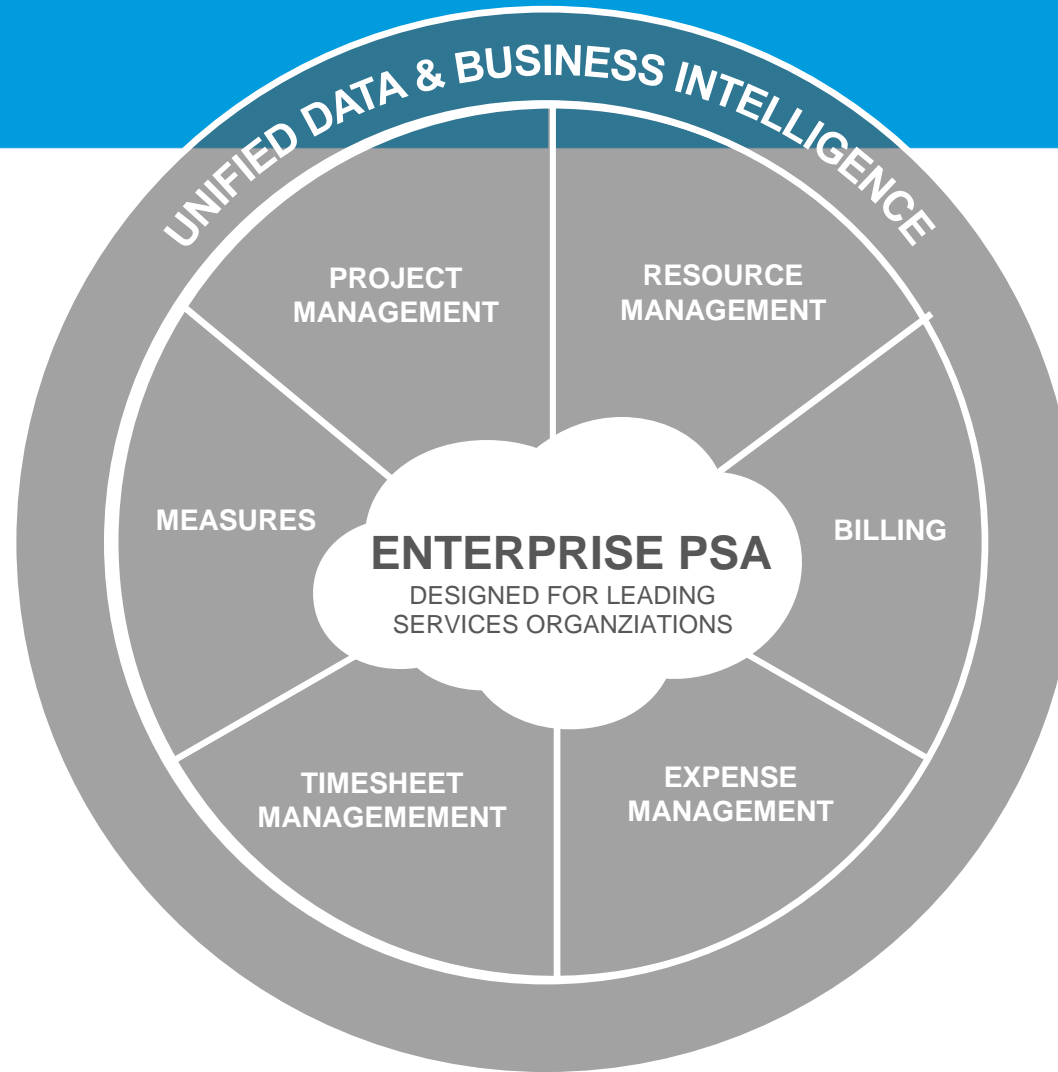 UNIFIED DATA & BUSINESS INTELLIGENCE
PROJECT
MANAGEMENT
RESOURCE
MANAGEMENT
MEASURES
ENTERPRISE PSA
DESIGNED FOR LEADING
SERVICES ORGANZIATIONS
BILLING
TIMESHEET
MANAGEMEMENT
EXPENSE
MANAGEMENT